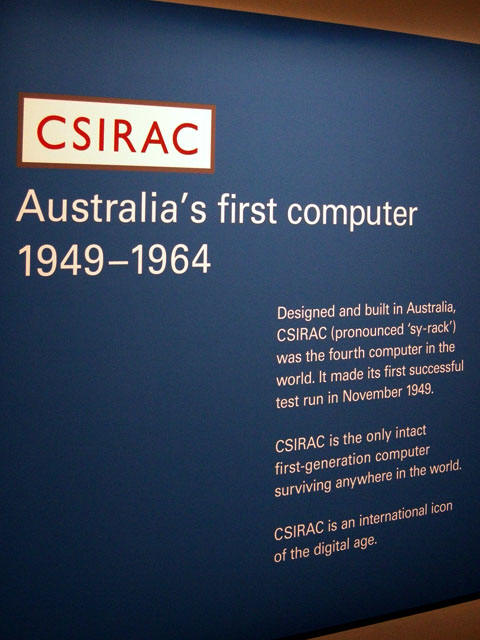 CSIRAC
Australia's first computer
1949–1964
Designed and built in Australia,
CSIRAC (pronounced 'sy-rack')
was the fourth computer in the
world. It made its first successful
test run in November 1949.
CSIRAC is the only intact
first-generation computer
surviving anywhere in the world.
CSIRAC is an international icon
of the digital age.